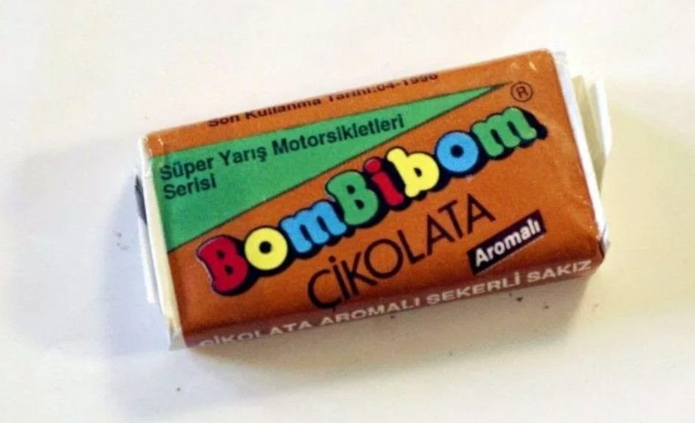 Son Kullanma Tarihi:04-1996
Süper Yarış Motorsikletleri
Serisi
BomBibom®
ÇİKOLATA
Aromalı
ÇİKOLATA AROMALI ŞEKERLİ SAKIZ